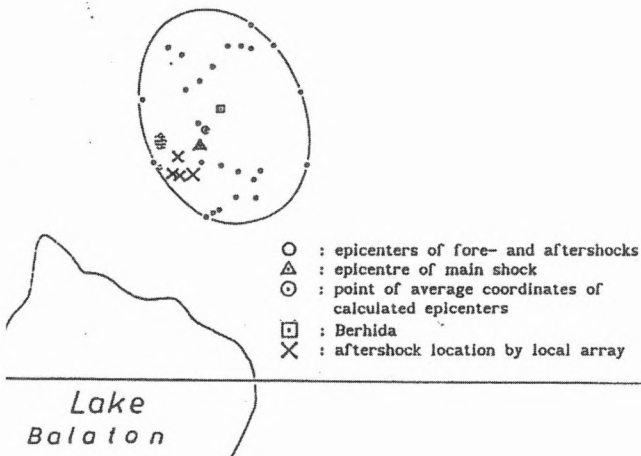 : epicenters of fore- and aftershocks
: epicentre of main shock
: point of average coordinates of
calculated epicenters
: Berhida
: aftershock location by local array
Lake
Balaton